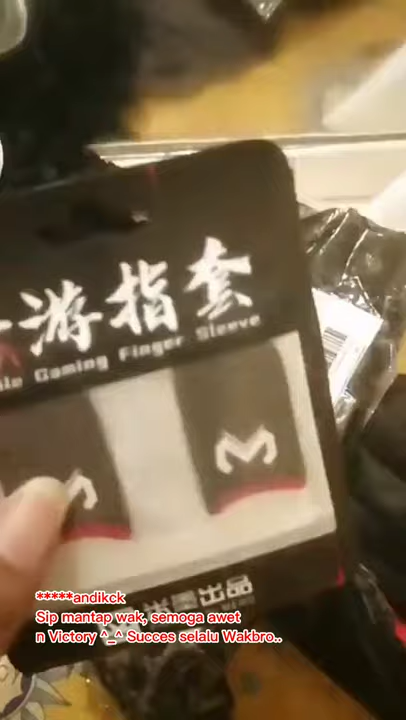 游指套
Gaming Finger Sleeve
出品
*****andikck
Sip mantap wak, semoga awet
n Victory ^_^ Succes selalu Wakbro..